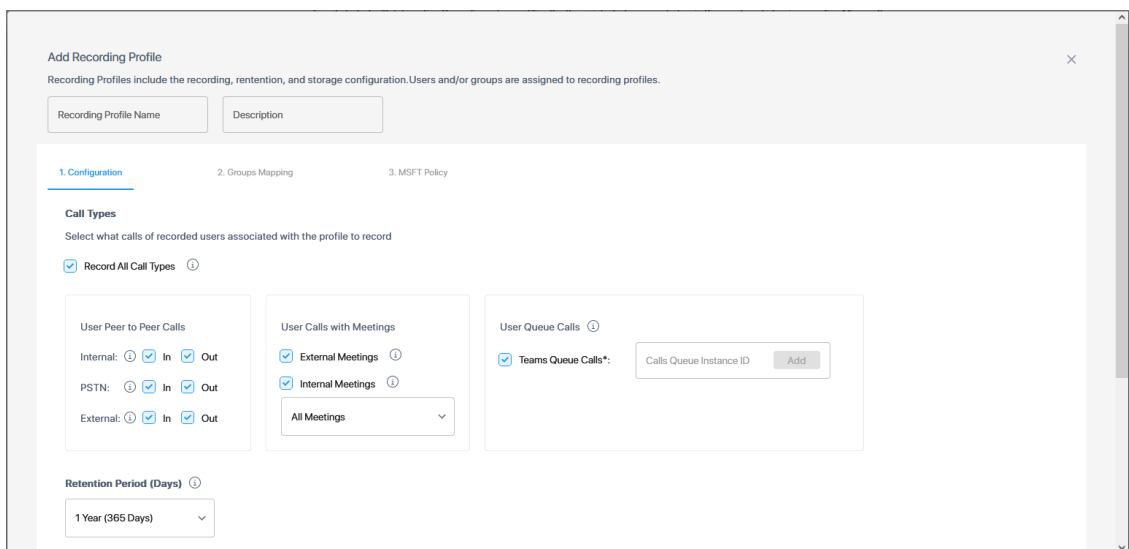 Add Recording Profile
Recording Profiles include the recording, rentention, and storage configuration.Users and/or groups are assigned to recording profiles.
Recording Profile Name Description
1. Configuration 2. Groups Mapping 3. MSFT Policy
Call Types
Select what calls of recorded users associated with the profile to record
Record All Call Types
User Peer to Peer Calls User Calls with Meetings User Queue Calls
Internal: In Out External Meetings Teams Queue Calls*: Calls Queue Instance ID Add
PSTN: In Out Internal Meetings
External: In Out All Meetings
Retention Period (Days)
1 Year (365 Days)